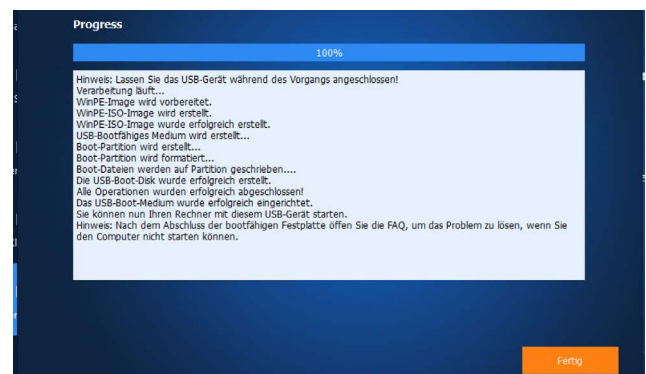 Progress
100%
Hinweis: Lassen Sie das USB-Gerät während des Vorgangs angeschlossen!
Verarbeitung läuft...
WinPE-Image wird vorbereitet.
WinPE-ISO-Image wird erstellt.
WinPE-ISO-Image wurde erfolgreich erstellt.
USB-Bootfähiges Medium wird erstellt...
Boot-Partition wird erstellt...
Boot-Partition wird formatiert...
Boot-Dateien werden auf Partition geschrieben....
Die USB-Boot-Disk wurde erfolgreich erstellt.
Alle Operationen wurden erfolgreich abgeschlossen!
Das USB-Boot-Medium wurde erfolgreich eingerichtet.
Sie können nun Ihren Rechner mit diesem USB-Gerät starten.
Hinweis: Nach dem Abschluss der bootfähigen Festplatte öffen Sie die FAQ, um das Problem zu lösen, wenn Sie
den Computer nicht starten können.
Fertig